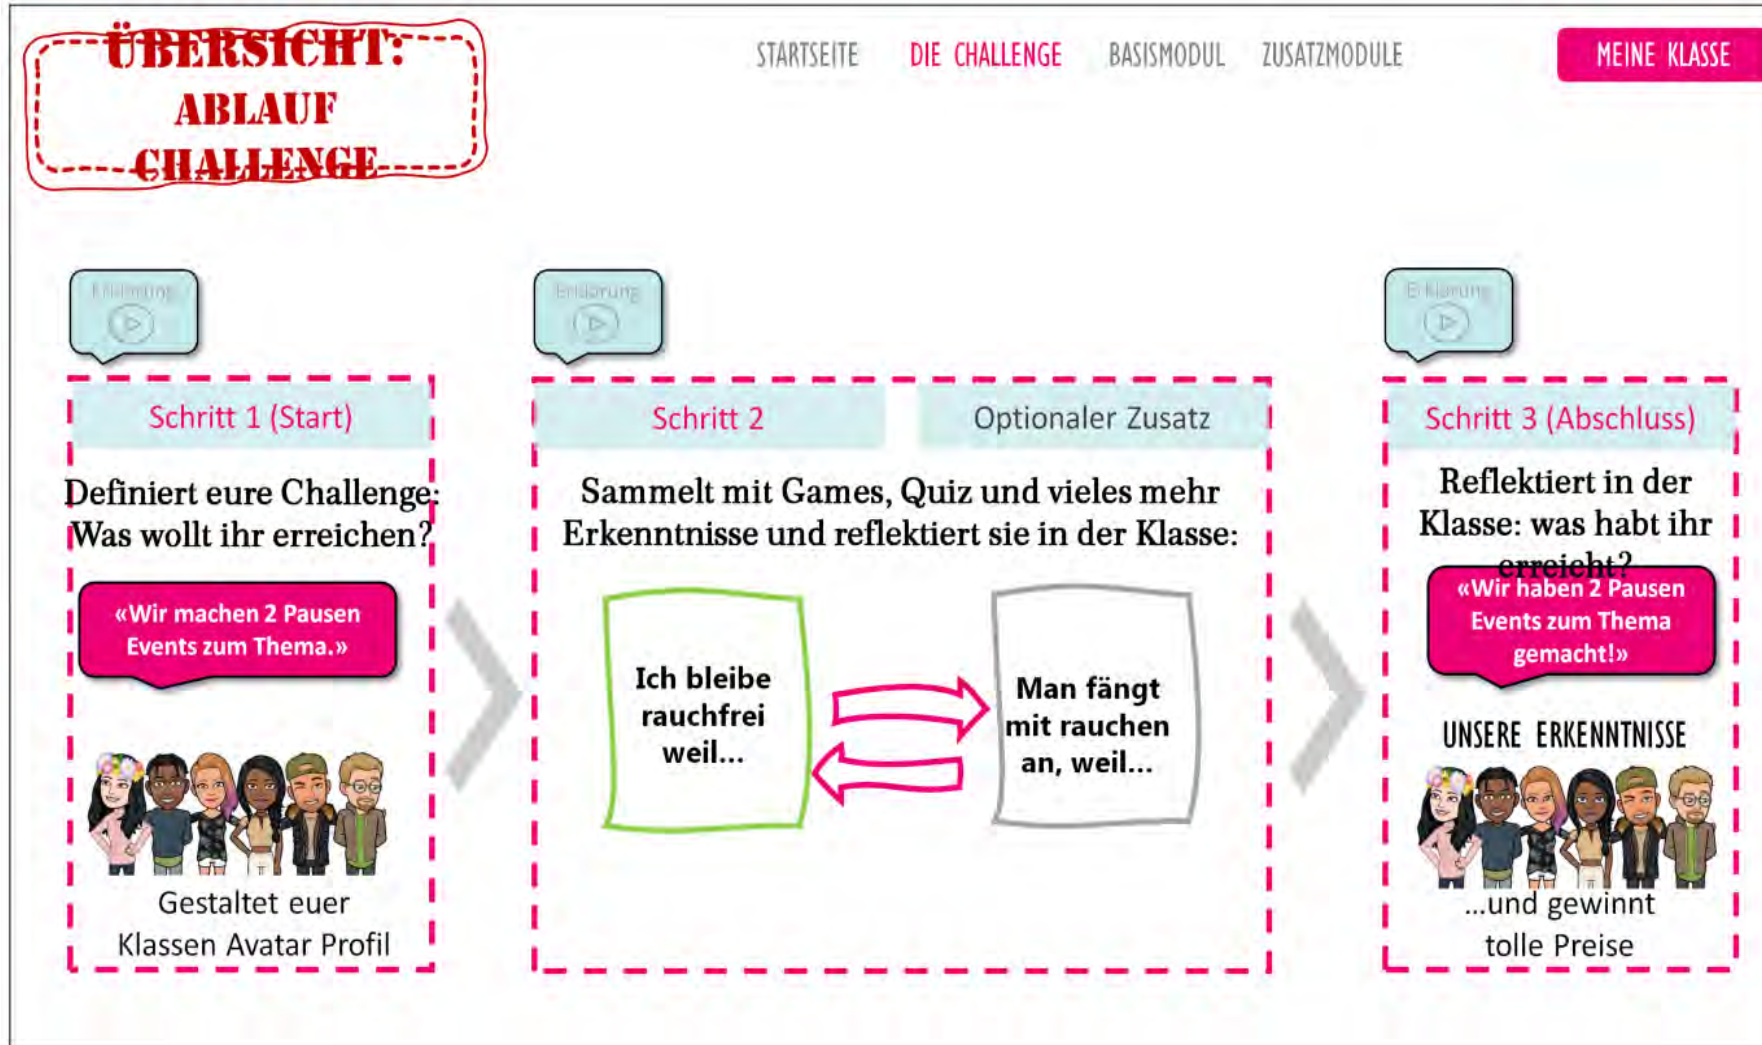 ÜBERSICHT:
ABLAUF
CHALLENGE
STARTSEITE DIE CHALLENGE BASISMODUL ZUSATZMODULE MEINE KLASSE
Erklärung
Erklärung
Erklärung
Schritt 1 (Start)
Definiert eure Challenge:
Was wollt ihr erreichen?
«Wir machen 2 Pausen
Events zum Thema.»
Gestaltet euer
Klassen Avatar Profil
Schritt 2
Optionaler Zusatz
Sammelt mit Games, Quiz und vieles mehr
Erkenntnisse und reflektiert sie in der Klasse:
Ich bleibe
rauchfrei
weil...
Man fängt
mit rauchen
an, weil...
Schritt 3 (Abschluss)
Reflektiert in der
Klasse: was habt ihr
erreicht?
«Wir haben 2 Pausen
Events zum Thema
gemacht!»
UNSERE ERKENNTNISSE
...und gewinnt
tolle Preise